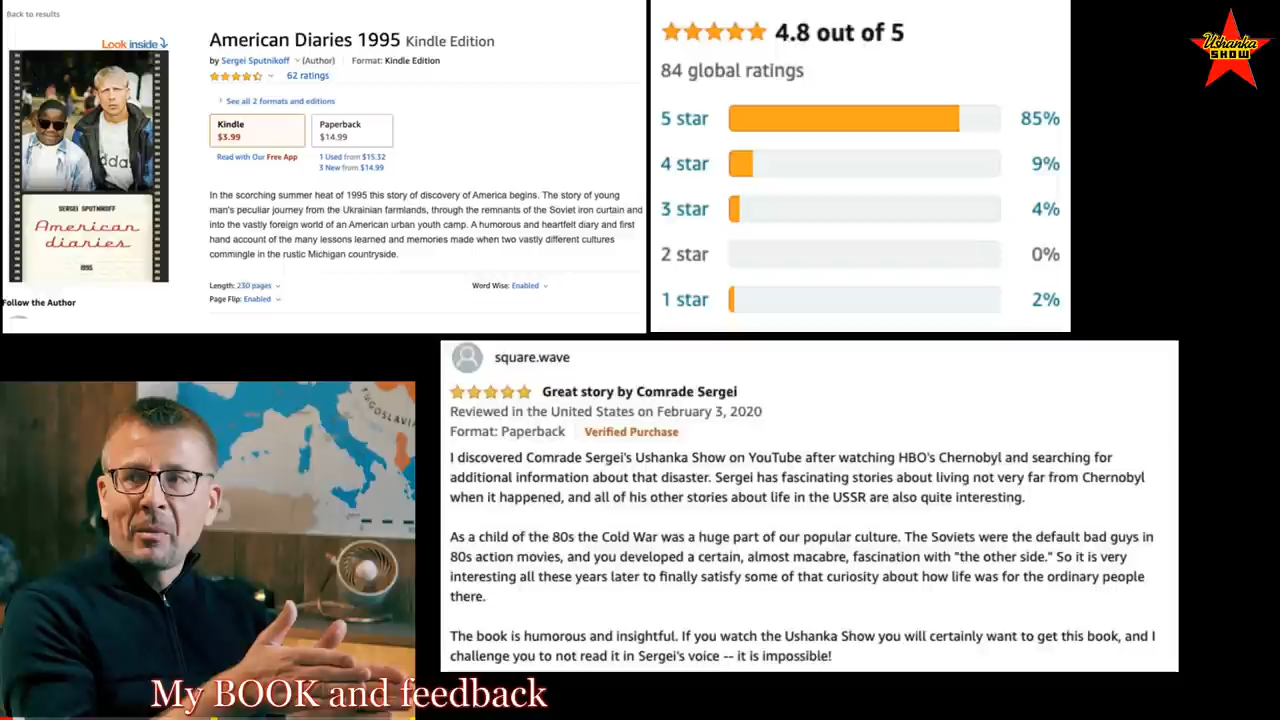 Back to results
Look inside
SERGEI SPUTNIKOFF
American
diaries
1995
Follow the Author
American Diaries 1995 Kindle Edition
by Sergei Sputnikoff (Author) Format: Kindle Edition
62 ratings
See all 2 formats and editions
Kindle
$3.99
Paperback
$14.99
Read with Our Free App
1 Used from $15.32
3 New from $14.99
In the scorching summer heat of 1995 this story of discovery of America begins. The story of young
man's peculiar journey from the Ukrainian farmlands, through the remnants of the Soviet iron curtain and
into the vastly foreign world of an American urban youth camp. A humorous and heartfelt diary and first
hand account of the many lessons learned and memories made when two vastly different cultures
commingle in the rustic Michigan countryside.
Length: 230 pages
Word Wise: Enabled
Page Flip: Enabled
4.8 out of 5
84 global ratings
5 star 85%
4 star 9%
3 star 4%
2 star 0%
1 star 2%
Ushanka
SHOW
square.wave
Great story by Comrade Sergei
Reviewed in the United States on February 3, 2020
Format: Paperback Verified Purchase
I discovered Comrade Sergei's Ushanka Show on YouTube after watching HBO's Chernobyl and searching for
additional information about that disaster. Sergei has fascinating stories about living not very far from Chernobyl
when it happened, and all of his other stories about life in the USSR are also quite interesting.
As a child of the 80s the Cold War was a huge part of our popular culture. The Soviets were the default bad guys in
80s action movies, and you developed a certain, almost macabre, fascination with "the other side." So it is very
interesting all these years later to finally satisfy some of that curiosity about how life was for the ordinary people
there.
The book is humorous and insightful. If you watch the Ushanka Show you will certainly want to get this book, and I
challenge you to not read it in Sergei's voice -- it is impossible!
YUGOSLAVIA
My BOOK and feedback